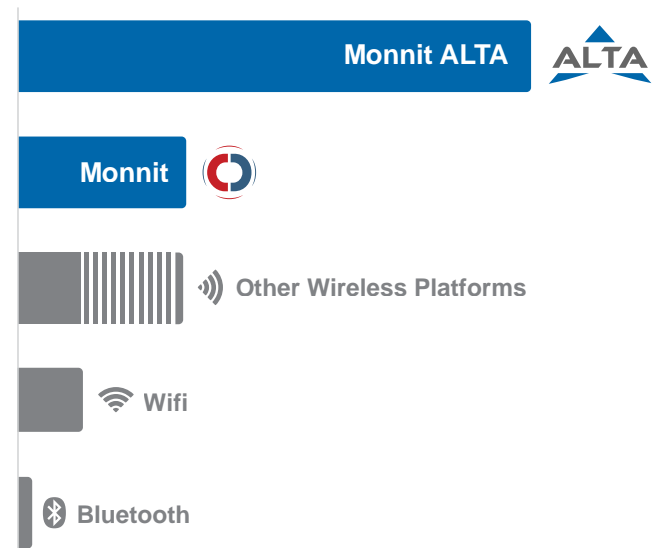 Monnit ALTA
ALTA
Monnit
Other Wireless Platforms
Wifi
Bluetooth